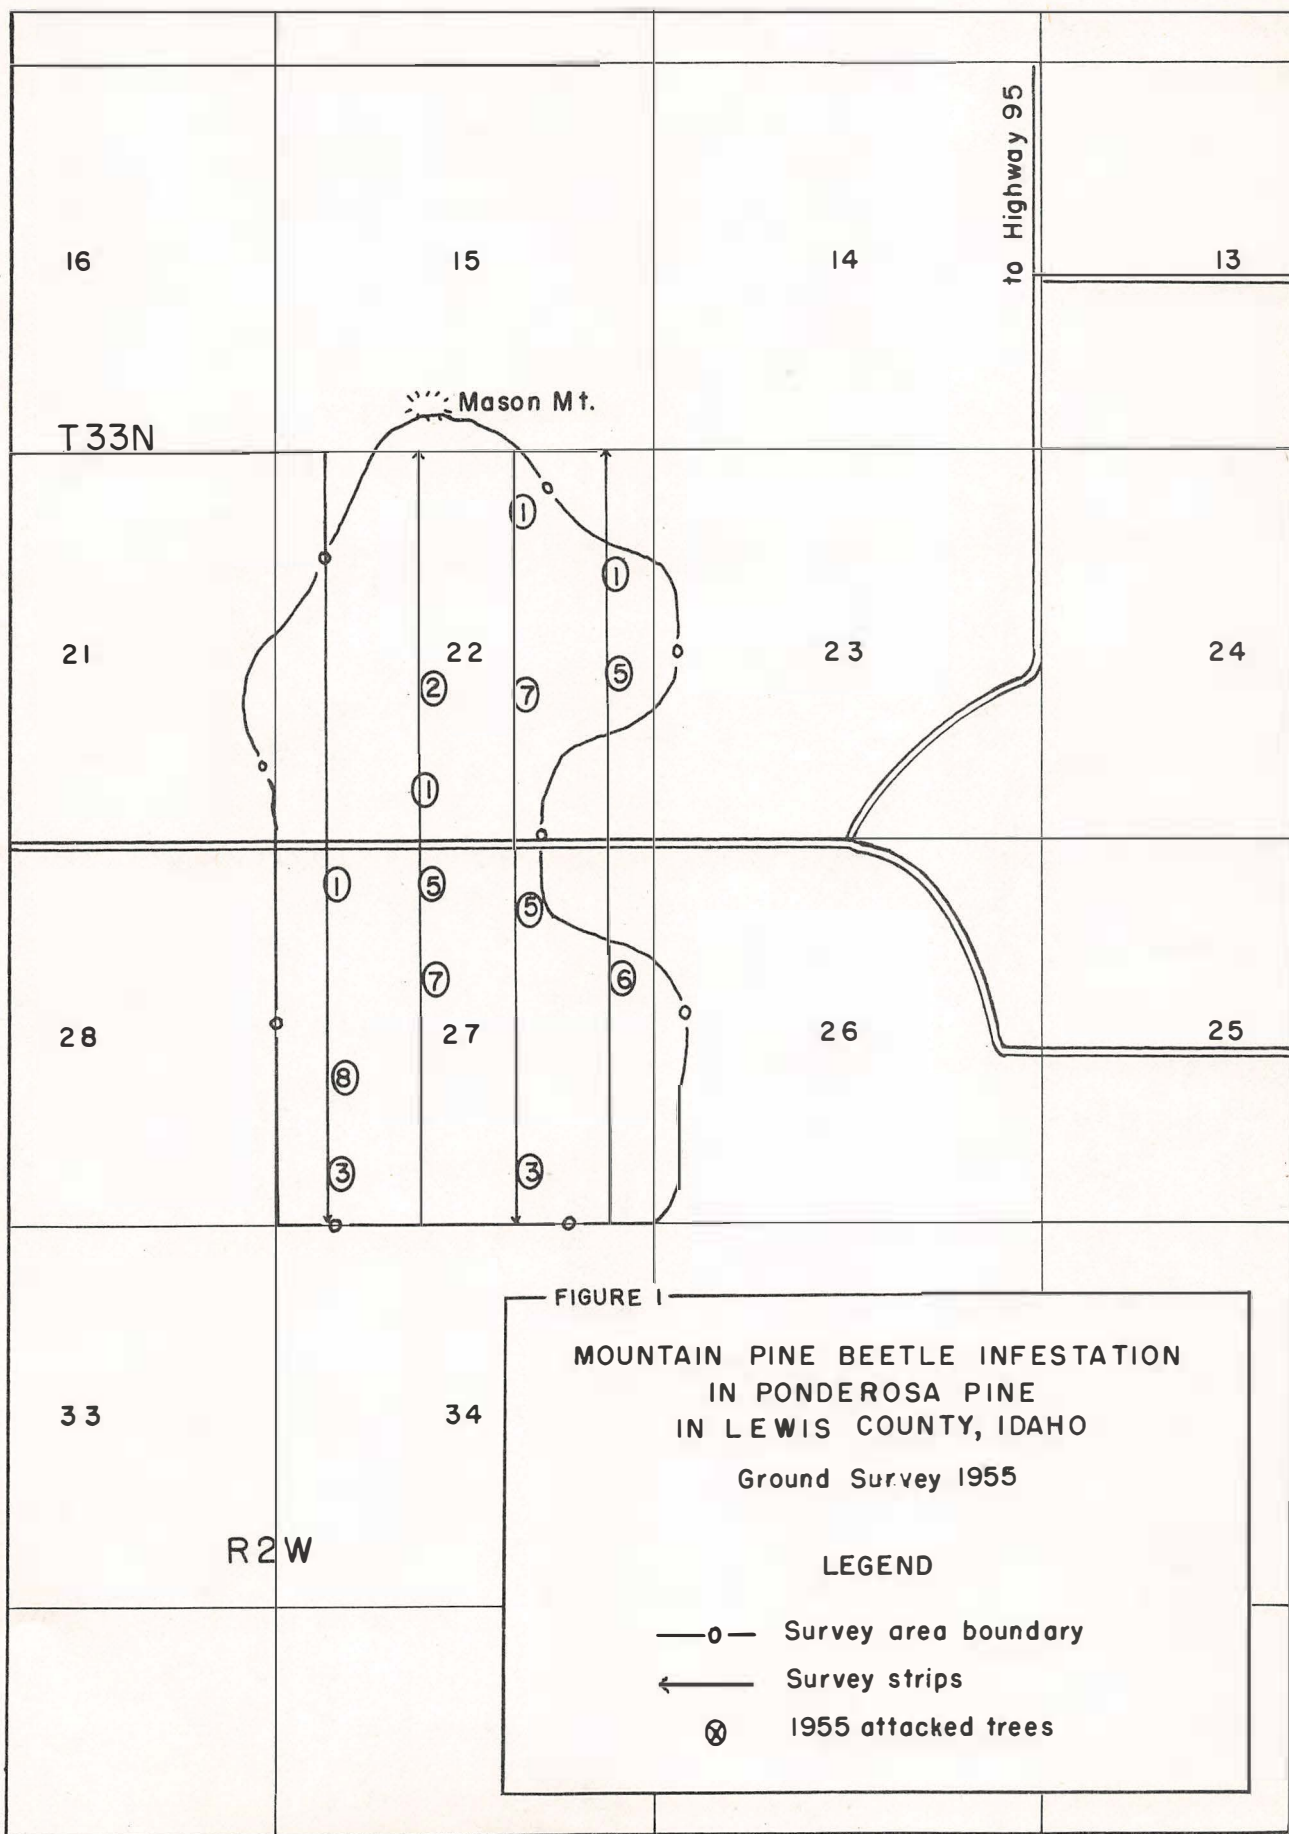 to Highway 95
16
15
14
13
Mason Mt.
T33N
1
1
21
22
23
24
2
7
5
1
1
5
5
7
6
28
27
26
25
8
3
3
FIGURE 1
MOUNTAIN PINE BEETLE INFESTATION
IN PONDEROSA PINE
IN LEWIS COUNTY, IDAHO
Ground Survey 1955
33
34
R2W
LEGEND
Survey area boundary
Survey strips
1955 attacked trees